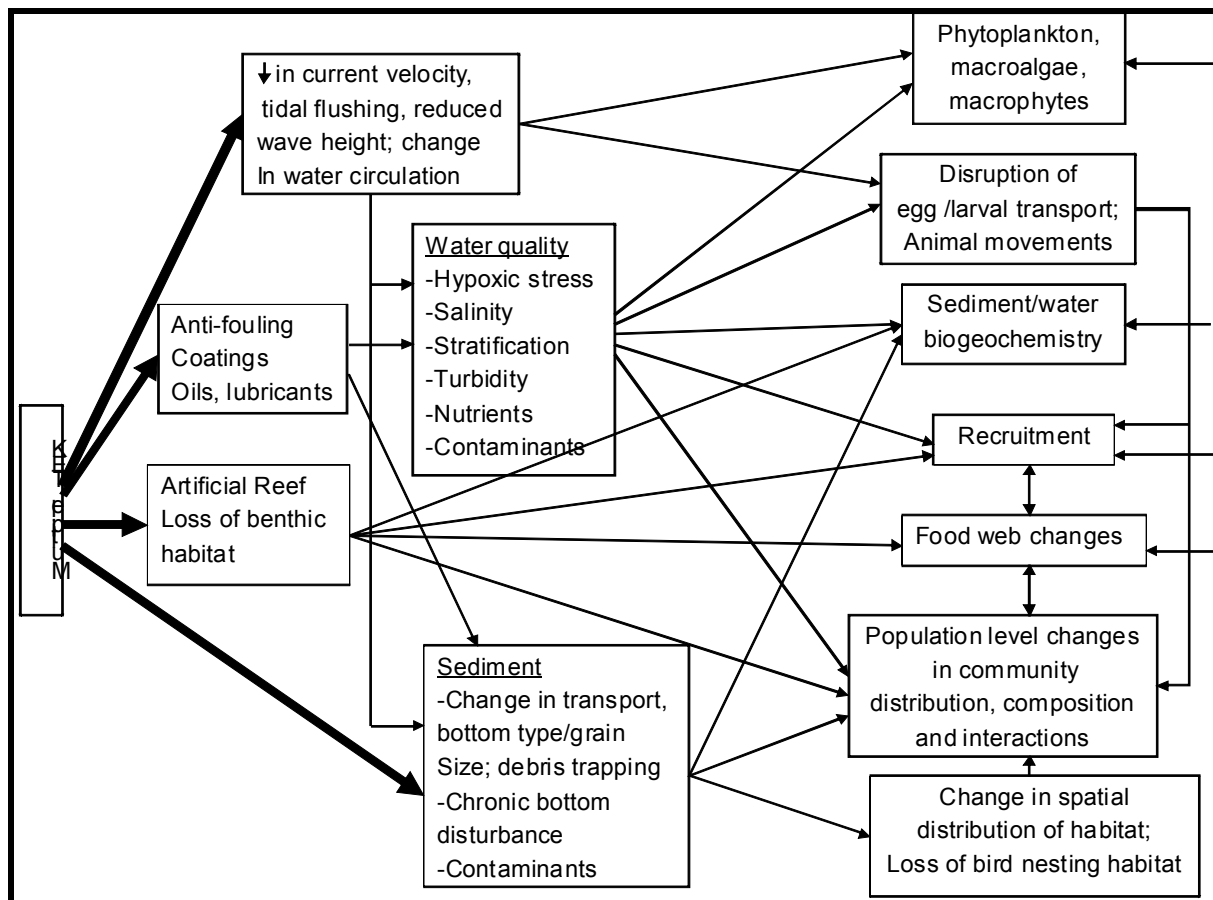 ↓ in current velocity,
tidal flushing, reduced
wave height; change
In water circulation
Anti-fouling
Coatings
Oils, lubricants
Artificial Reef
Loss of benthic
habitat
Water quality
-Hypoxic stress
-Salinity
-Stratification
-Turbidity
-Nutrients
-Contaminants
Sediment
-Change in transport,
bottom type/grain
Size; debris trapping
-Chronic bottom
disturbance
-Contaminants
Phytoplankton,
macroalgae,
macrophytes
Disruption of
egg /larval transport;
Animal movements
Sediment/water
biogeochemistry
Recruitment
Food web changes
Population level changes
in community
distribution, composition
and interactions
Change in spatial
distribution of habitat;
Loss of bird nesting habitat